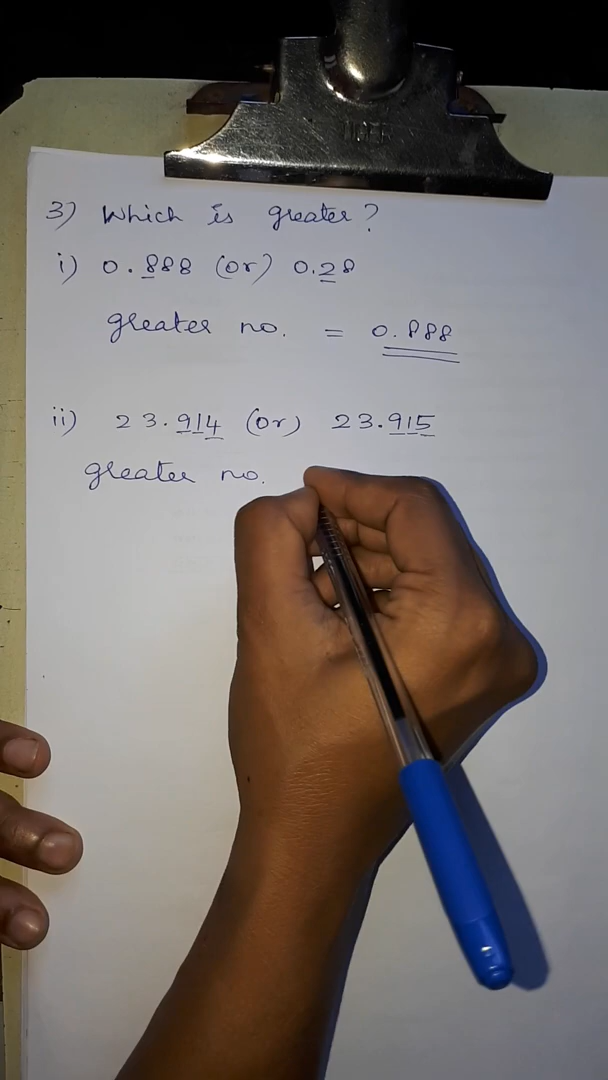 3) Which is greater?
i) 0.888 (or) 0.28
greater no. = 0.888
ii) 23.914 (or) 23.915
greater no.